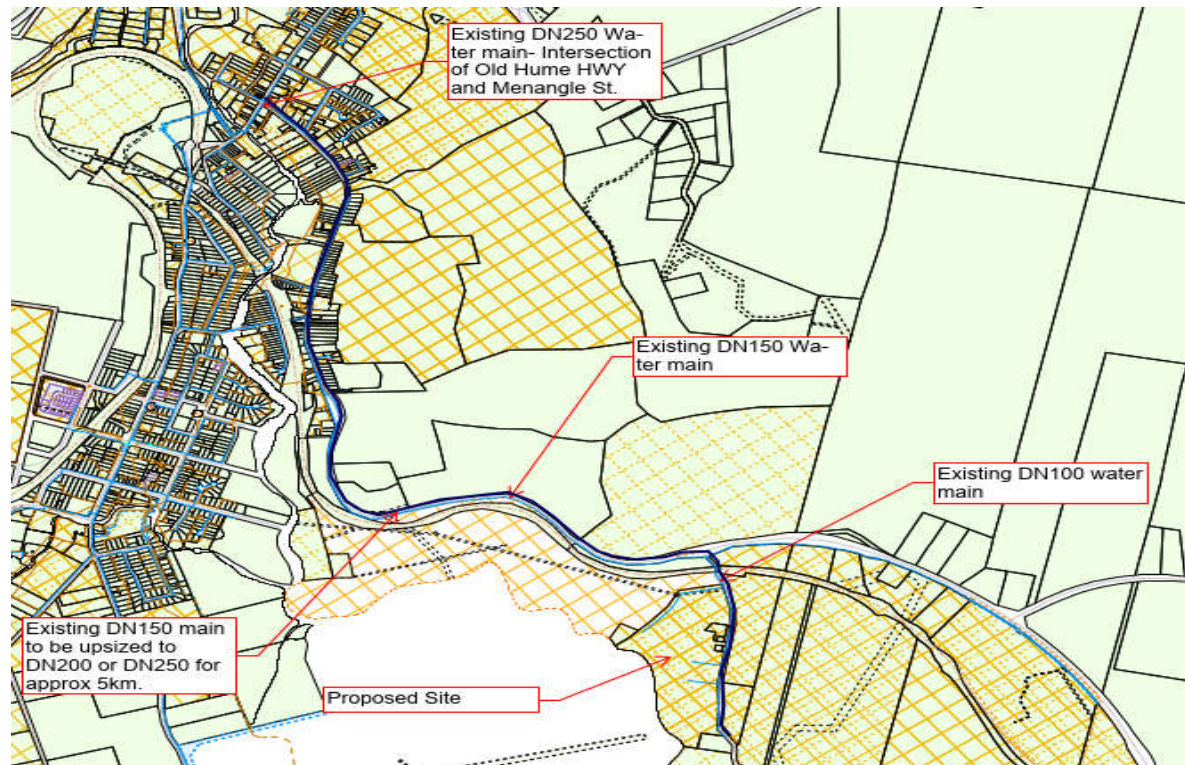 Existing DN250 Wa-
ter main- Intersection
of Old Hume HWY
and Menangle St.
Existing DN150 Wa-
ter main
Existing DN100 water
main
Existing DN150 main
to be upsized to
DN200 or DN250 for
approx 5km.
Proposed Site